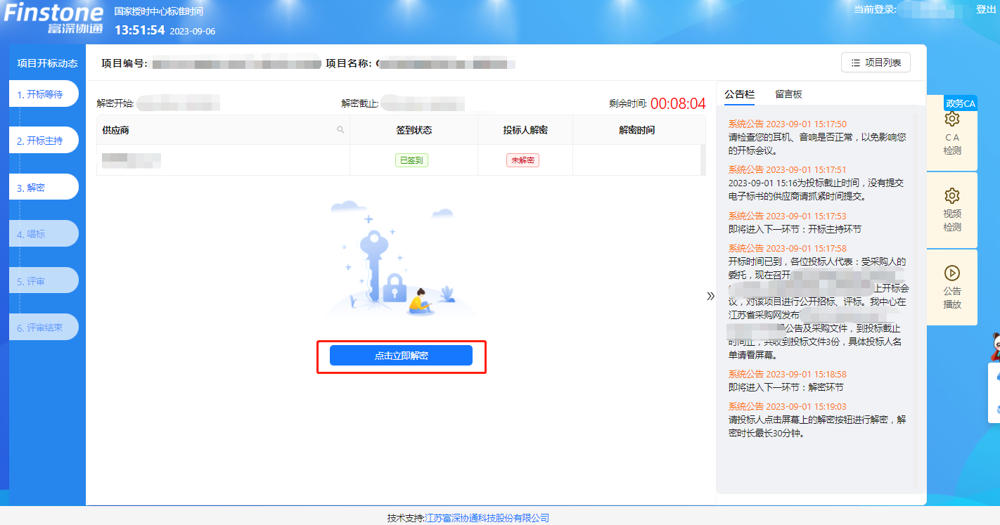 Finstone
富深协通
国家授时中心标准时间
13:51:54 2023-09-06
当前登录:
登出
项目开标动态
1. 开标等待
2. 开标主持
3. 解密
4. 唱标
5. 评审
6. 评审结束
项目编号:
项目名称:
项目列表
解密开始:
解密截止:
剩余时间: 00:08:04
供应商
签到状态
投标人解密
解密时间
已签到
未解密
点击立即解密
公告栏
留言板
系统公告 2023-09-01 15:17:50
请检查您的耳机、音响是否正常，以免影响您
的开标会议。
系统公告 2023-09-01 15:17:51
2023-09-01 15:16为投标截止时间，没有提交
电子标书的供应商请抓紧时间提交。
系统公告 2023-09-01 15:17:53
即将进入下一环节：开标主持环节
系统公告 2023-09-01 15:17:58
开标时间已到，各位投标人代表：受采购人的
委托，现在召开
上开标会
议，对该项目进行公开招标、评标。我中心在
江苏省采购网发布
公告及采购文件，到投标截止
时间止，共收到投标文件3份，具体投标人名
单请看屏幕。
系统公告 2023-09-01 15:18:58
即将进入下一环节：解密环节
系统公告 2023-09-01 15:19:03
请投标人点击屏幕上的解密按钮进行解密，解
密时长最长30分钟。
政务CA
CA
检测
视频
检测
公告
播放
技术支持:江苏富深协通科技股份有限公司